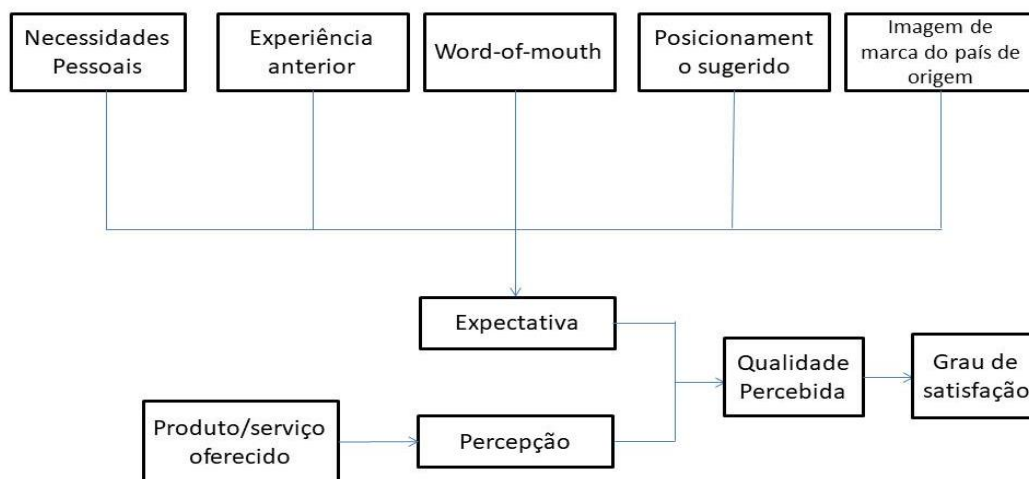 Necessidades
Pessoais
Experiência
anterior
Word-of-mouth
Posicionament
o sugerido
Imagem de
marca do país de
origem
Expectativa
Qualidade
Percebida
Grau de
satisfação
Produto/serviço
oferecido
Percepção